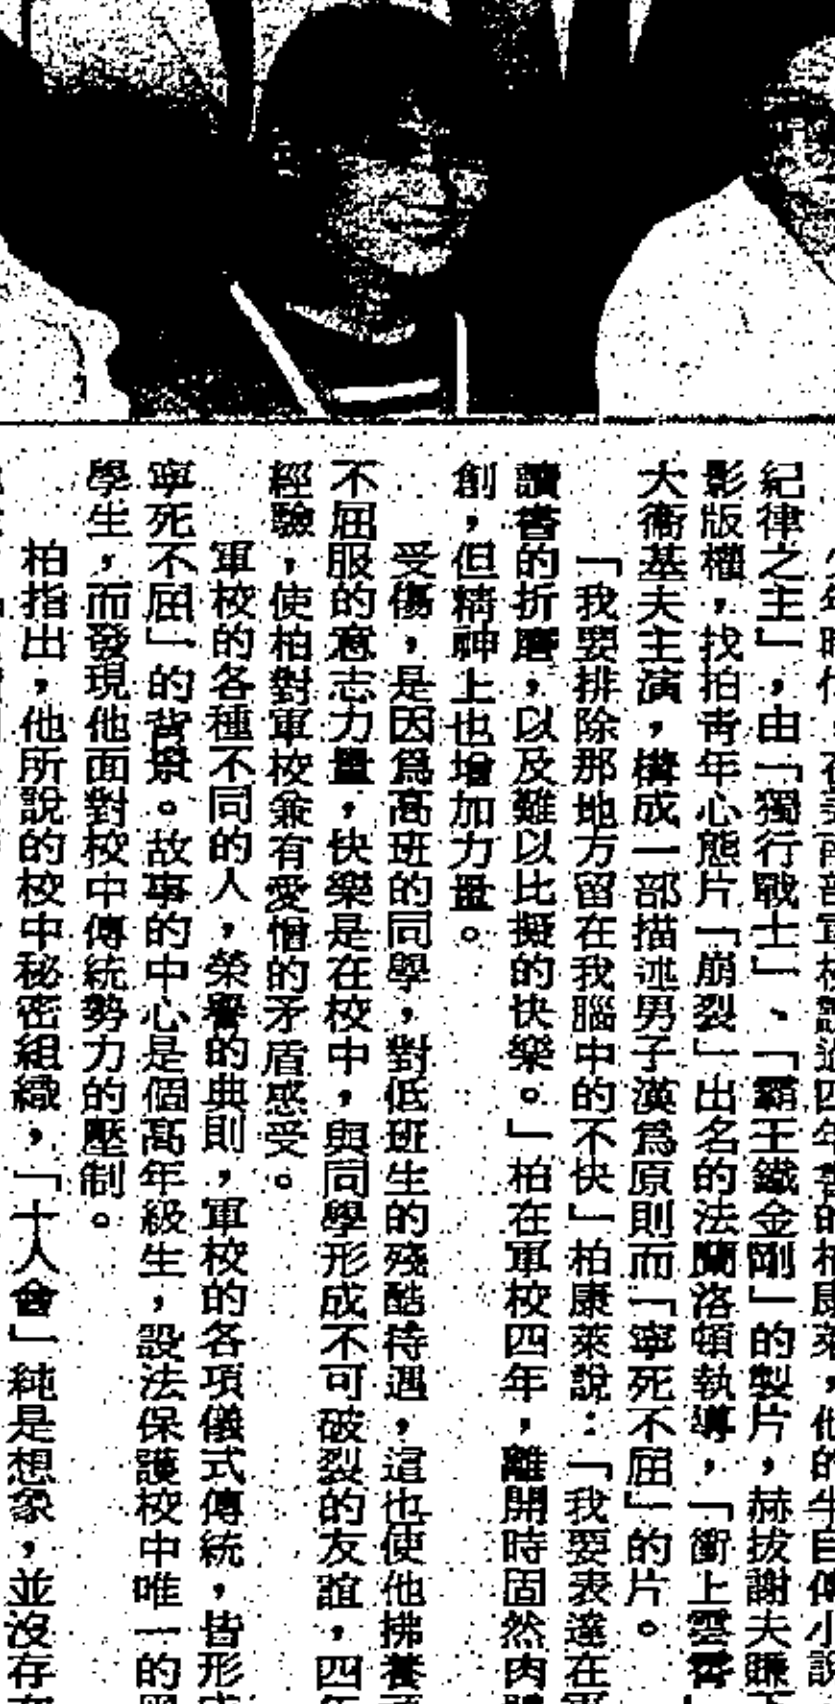 紀律之主」，由「獨行戰士」、「霸王鐵金剛」的製片，赫拔謝夫賺
影版權，找拍青年心態片「崩裂」出名的法蘭洛頓執導，「衝上雲霄
大衞基夫主演，構成一部描述男子漢爲原則而「寧死不屈」的片。
「我要排除那地方留在我腦中的不快」柏康萊說：「我要表達在軍
讀書的折磨，以及難以比擬的快樂。」柏在軍校四年，離開時固然肉體
創，但精神上也增加力量。
受傷，是因爲高班的同學，對低班生的殘酷待遇，這也使他拂養
不屈服的意志力量，快樂是在校中，與同學形成不可破裂的友誼，四年
經驗，使柏對軍校兼有愛憎的矛盾感受。
軍校的各種不同的人，榮譽的典則，軍校的各項儀式傳統，皆形成
寧死不屈」的背景。故事的中心是個高年級生，設法保護校中唯一的黑
學生，而發現他面對校中傳統勢力的壓制。
柏指出，他所說的校中秘密組織，「十人會」純是想象，並沒存在